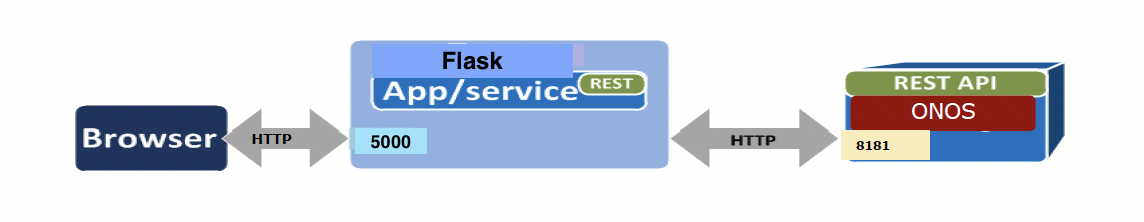 Flask
App/service
REST
Browser
HTTP
5000
HTTP
REST API
ONOS
8181